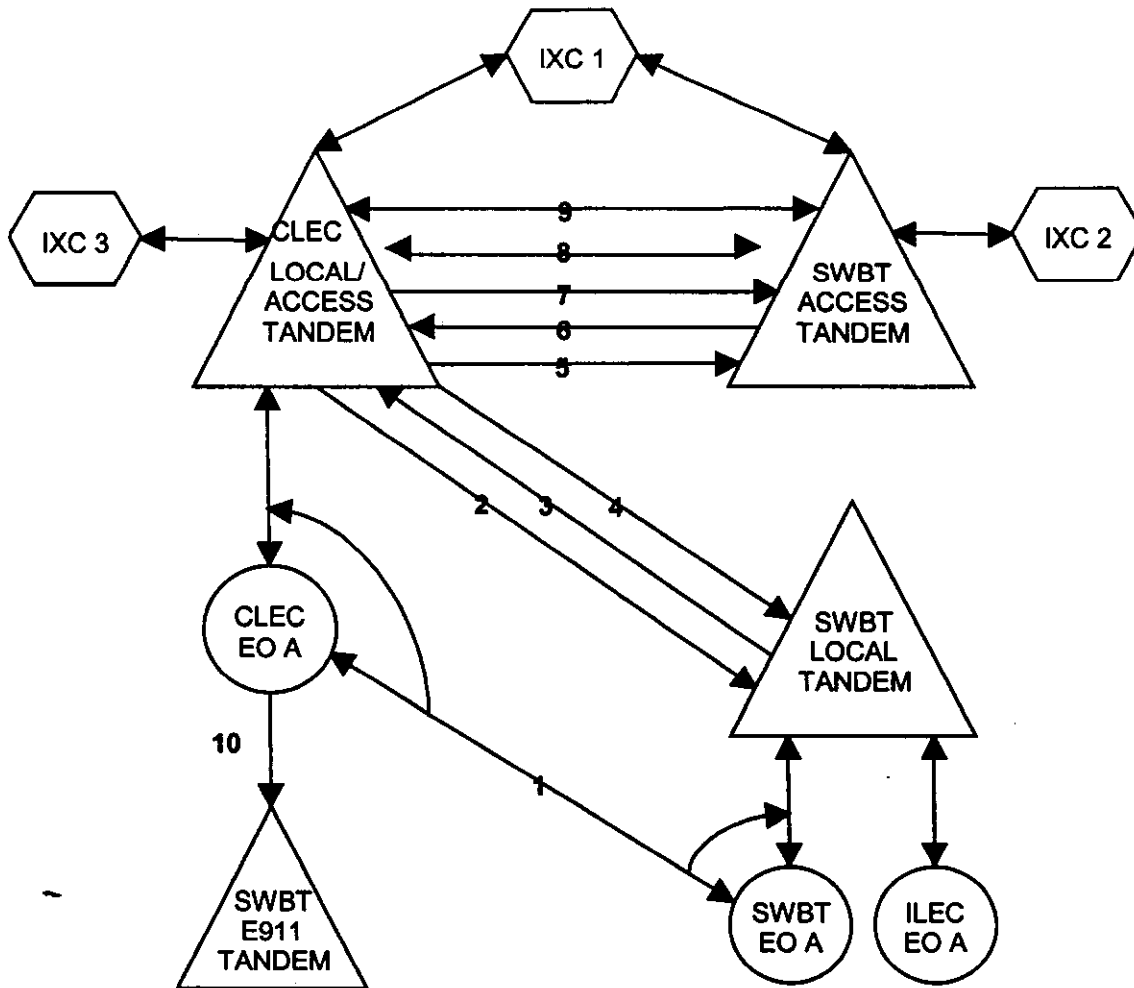 IXC 1
IXC 3
CLEC
LOCAL/
ACCESS
TANDEM
9
8
7
6
5
SWBT
ACCESS
TANDEM
IXC 2
2
3
4
CLEC
EO A
SWBT
LOCAL
TANDEM
10
1
SWBT
E911
TANDEM
SWBT
EO A
ILEC
EO A